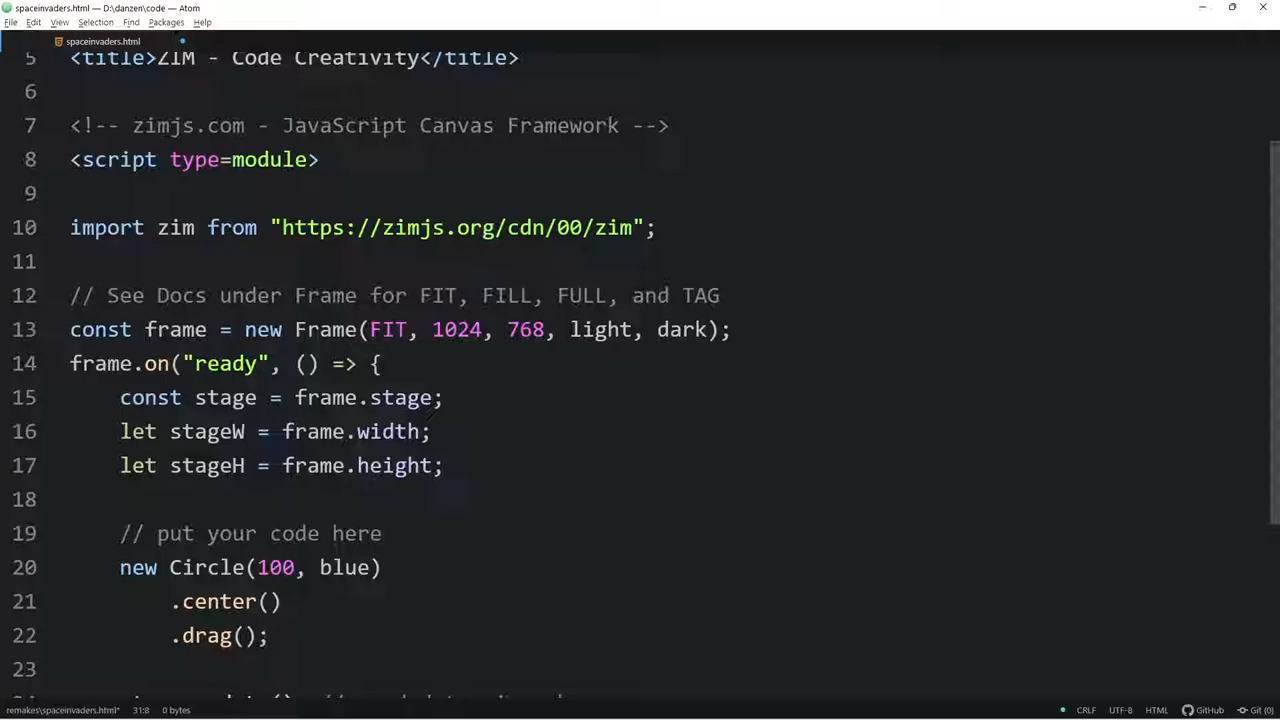 spaceinvaders.html — D:\danzen\code — Atom
File Edit View Selection Find Packages Help
spaceinvaders.html
5 <title>ZIM - Code Creativity</title>
6
7 <!-- zimjs.com - JavaScript Canvas Framework -->
8 <script type=module>
9
10 import zim from "https://zimjs.org/cdn/00/zim";
11
12 // See Docs under Frame for FIT, FILL, FULL, and TAG
13 const frame = new Frame(FIT, 1024, 768, light, dark);
14 frame.on("ready", () => {
15 const stage = frame.stage;
16 let stageW = frame.width;
17 let stageH = frame.height;
18
19 // put your code here
20 new Circle(100, blue)
21 .center()
22 .drag();
23
remakes\spaceinvaders.html* 31:8 0 bytes CRLF UTF-8 HTML GitHub Git (0)